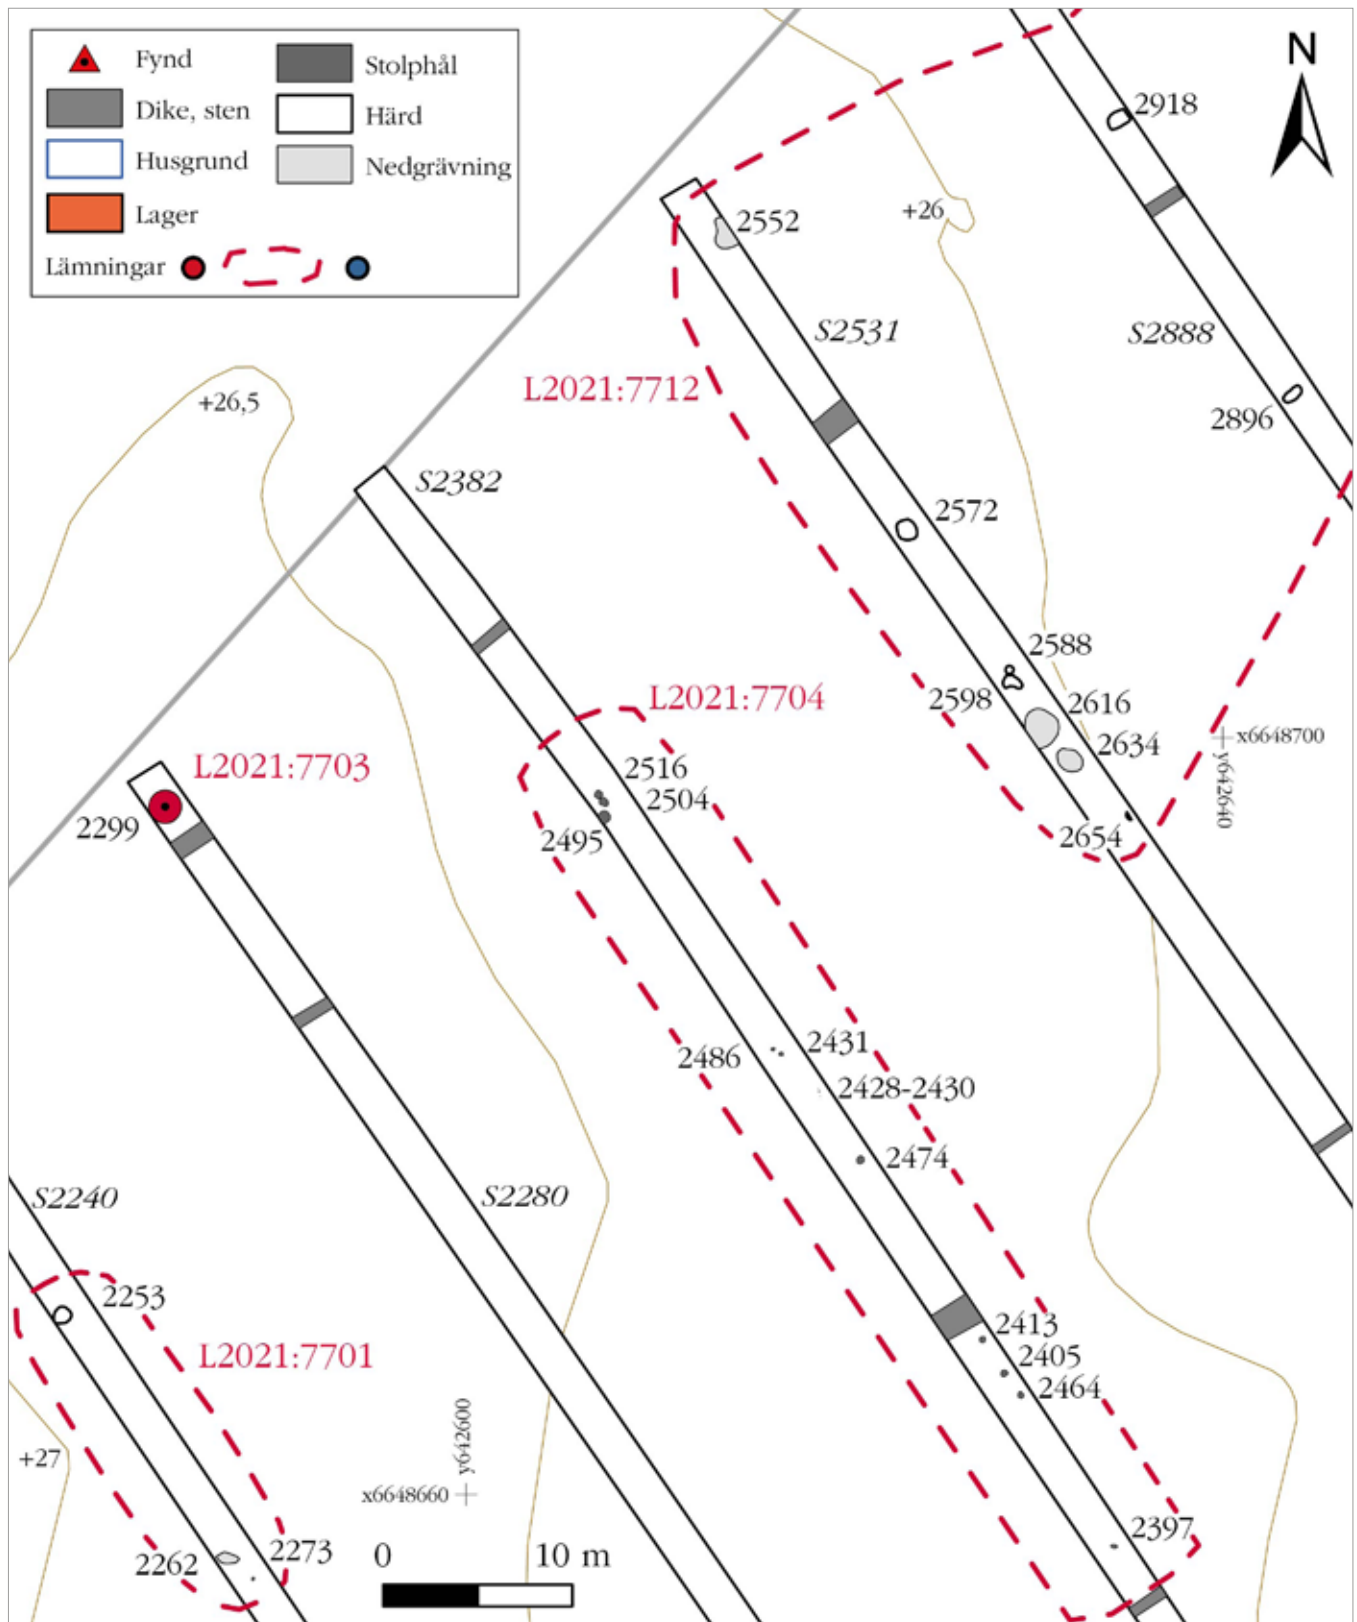 Fynd
Dike, sten
Husgrund
Lager
Lämningar
Stolphål
Härd
Nedgrävning
N
2918
2552
+26
S2531
S2888
L2021:7712
+26,5
2896
S2382
2572
2588
2598
L2021:7704
2616
2634
x6648700
y642640
L2021:7703
2516
2504
2299
2495
2654
2486
2431
2428-2430
2474
S2240
S2280
2253
2413
L2021:7701
2405
2464
+27
y642600
x6648660
2397
2262
2273
0
10 m